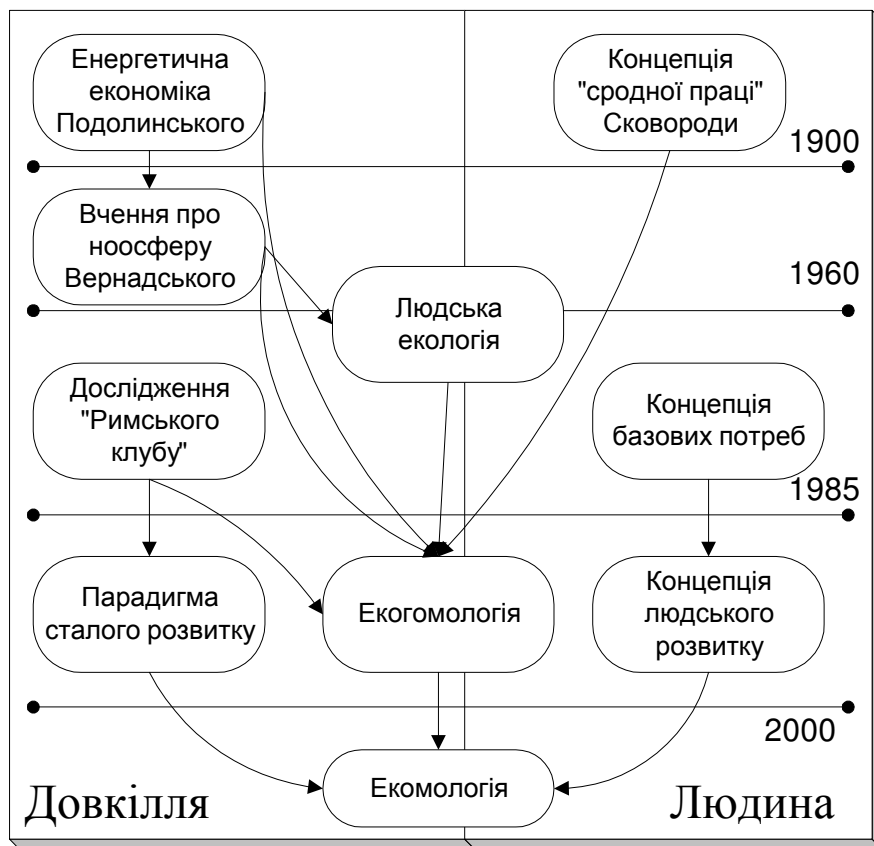 Енергетична
економіка
Подолинського
Концепція
"сродної праці"
Сковороди
1900
Вчення про
ноосферу
Вернадського
1960
Людська
екологія
Дослідження
"Римського
клубу"
Концепція
базових потреб
1985
Парадигма
сталого розвитку
Екогомологія
Концепція
людського
розвитку
2000
Екомологія
Довкілля
Людина